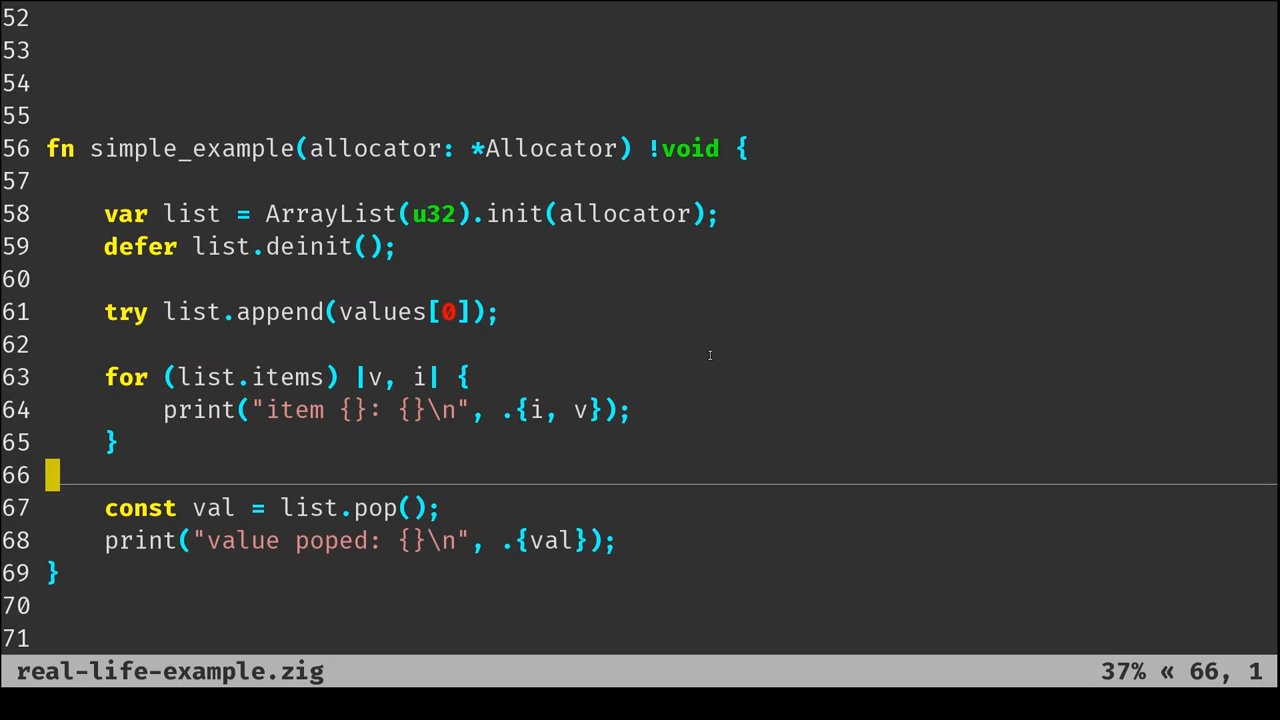 52
53
54
55
56 fn simple_example(allocator: *Allocator) !void {
57
58     var list = ArrayList(u32).init(allocator);
59     defer list.deinit();
60
61     try list.append(values[0]);
62
63     for (list.items) |v, i| {
64         print("item {}: {}\n", .{i, v});
65     }
66
67     const val = list.pop();
68     print("value poped: {}\n", .{val});
69 }
70
71
real-life-example.zig 37% « 66, 1